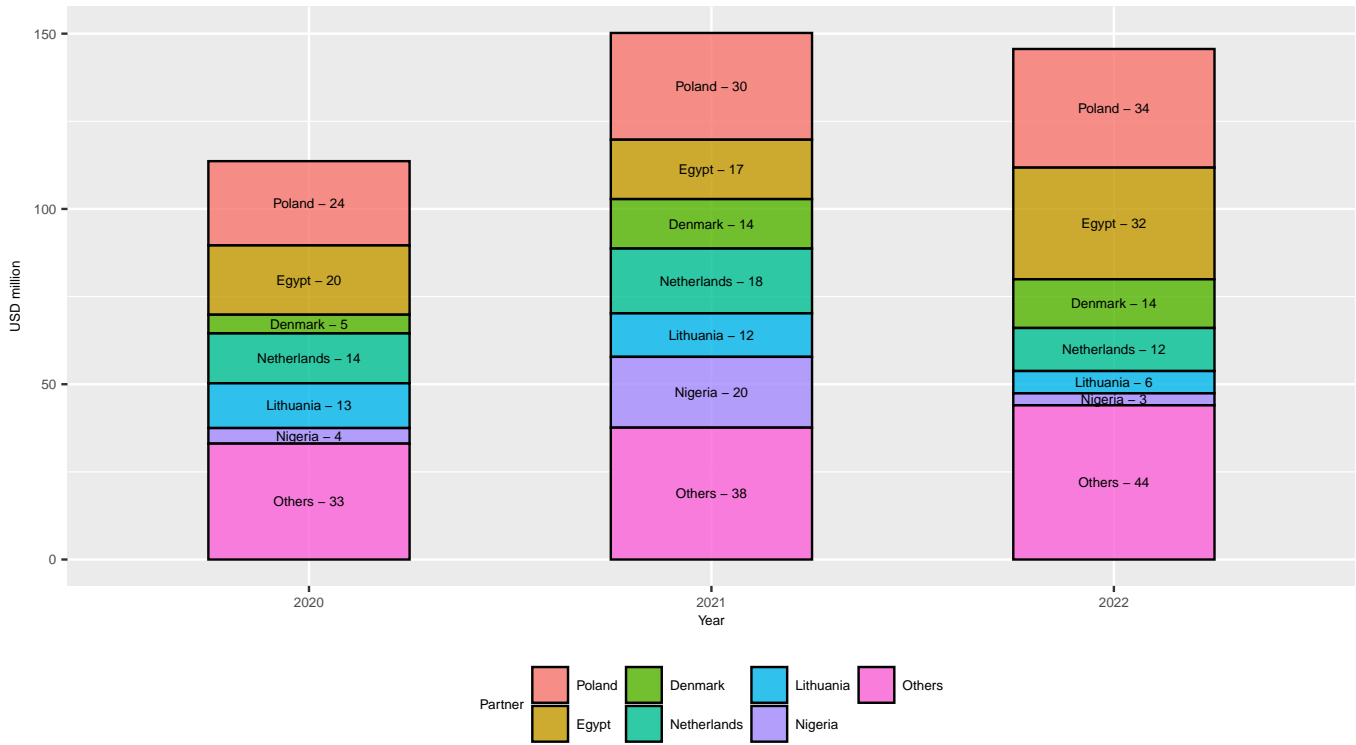 150
100
50
0
USD million
Poland – 24
Egypt – 20
Denmark – 5
Netherlands – 14
Lithuania – 13
Nigeria – 4
Others – 33
Poland – 30
Egypt – 17
Denmark – 14
Netherlands – 18
Lithuania – 12
Nigeria – 20
Others – 38
Poland – 34
Egypt – 32
Denmark – 14
Netherlands – 12
Lithuania – 6
Nigeria – 3
Others – 44
2020 2021 2022
Year
Partner
Poland Denmark Lithuania Others
Egypt Netherlands Nigeria